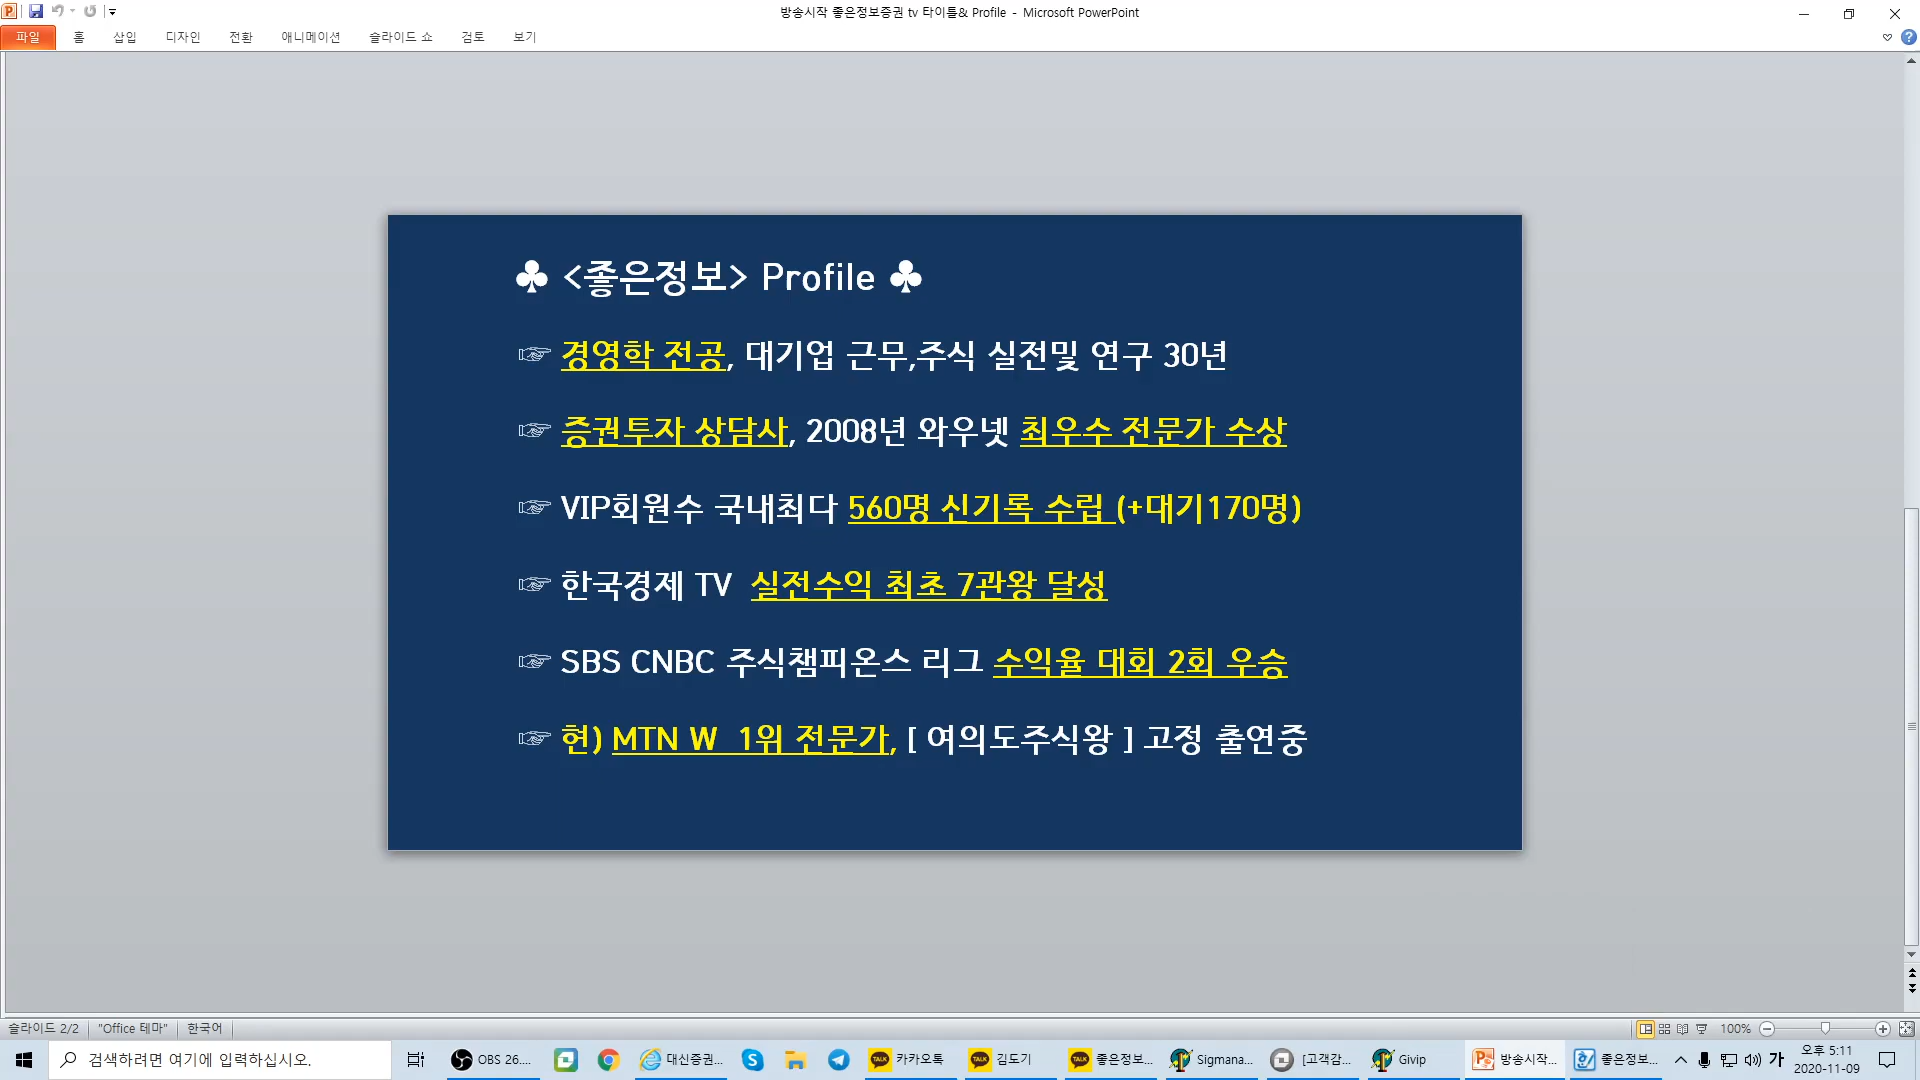 방송시작 좋은정보증권 tv 타이틀& Profile - Microsoft PowerPoint
파일 홈 삽입 디자인 전환 애니메이션 슬라이드 쇼 검토 보기
♣ <좋은정보> Profile ♣
☞ 경영학 전공, 대기업 근무,주식 실전및 연구 30년
☞ 증권투자 상담사, 2008년 와우넷 최우수 전문가 수상
☞ VIP회원수 국내최다 560명 신기록 수립 (+대기170명)
☞ 한국경제 TV 실전수익 최초 7관왕 달성
☞ SBS CNBC 주식챔피온스 리그 수익율 대회 2회 우승
☞ 현) MTN W 1위 전문가, [ 여의도주식왕 ] 고정 출연중
슬라이드 2/2 "Office 테마" 한국어 100%
검색하려면 여기에 입력하십시오. OBS 26.... 대신증권... 카카오톡 김도기 좋은정보... Sigmana... [고객감... Givip 방송시작... 좋은정보... 가 오후 5:11
2020-11-09